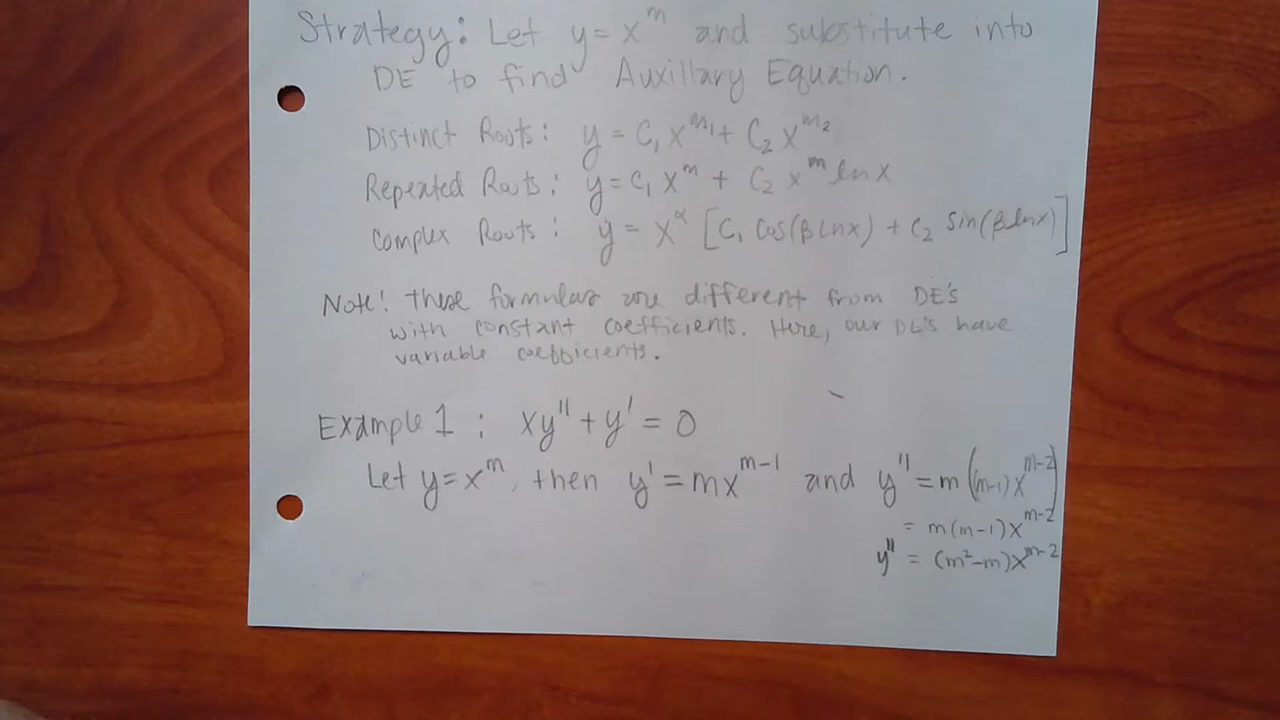 Strategy: Let y = x^m and substitute into
DE to find Auxillary Equation.
Distinct Roots: y = C₁ x^m₁ + C₂ x^m₂
Repeated Roots: y = C₁ x^m + C₂ x^m ln x
Complex Roots: y = x^α [C₁ cos(β ln x) + C₂ sin(β ln x)]
Note! These formulas are different from DE's
with constant coefficients. Here, our DE's have
variable coefficients.
Example 1: xy'' + y' = 0
Let y = x^m, then y' = mx^(m-1) and y'' = m((m-1)x^(m-2))
= m(m-1)x^(m-2)
y'' = (m²-m)x^(m-2)